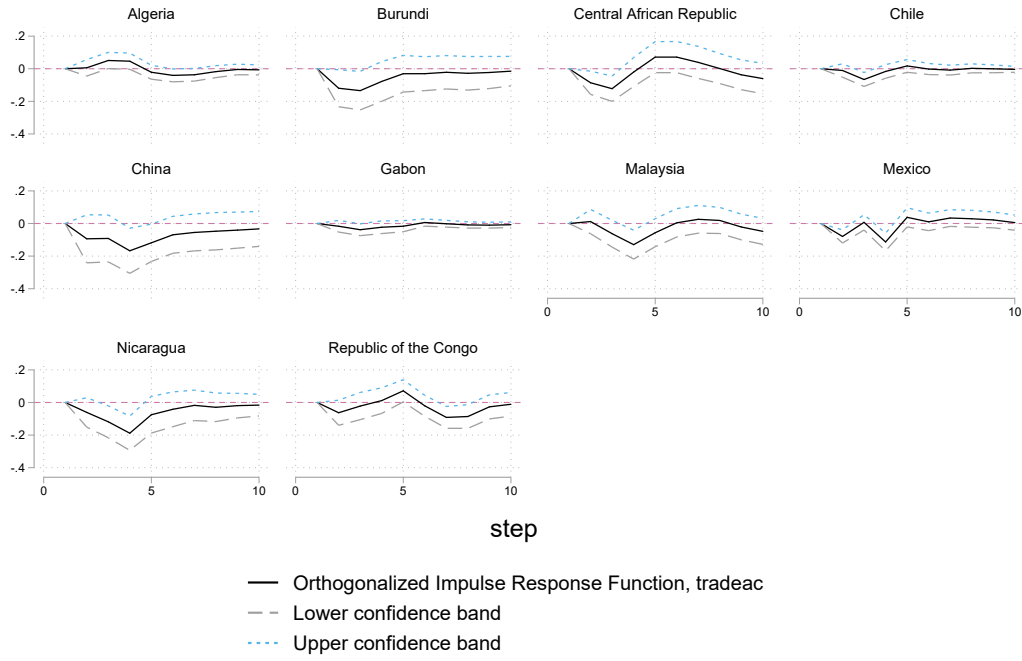 Algeria Burundi Central African Republic Chile
.2
0
-.2
-.4
China Gabon Malaysia Mexico
.2
0
-.2
-.4
0 5 10 0 5 10
Nicaragua Republic of the Congo
.2
0
-.2
-.4
0 5 10 0 5 10
step
Orthogonalized Impulse Response Function, tradeac
Lower confidence band
Upper confidence band